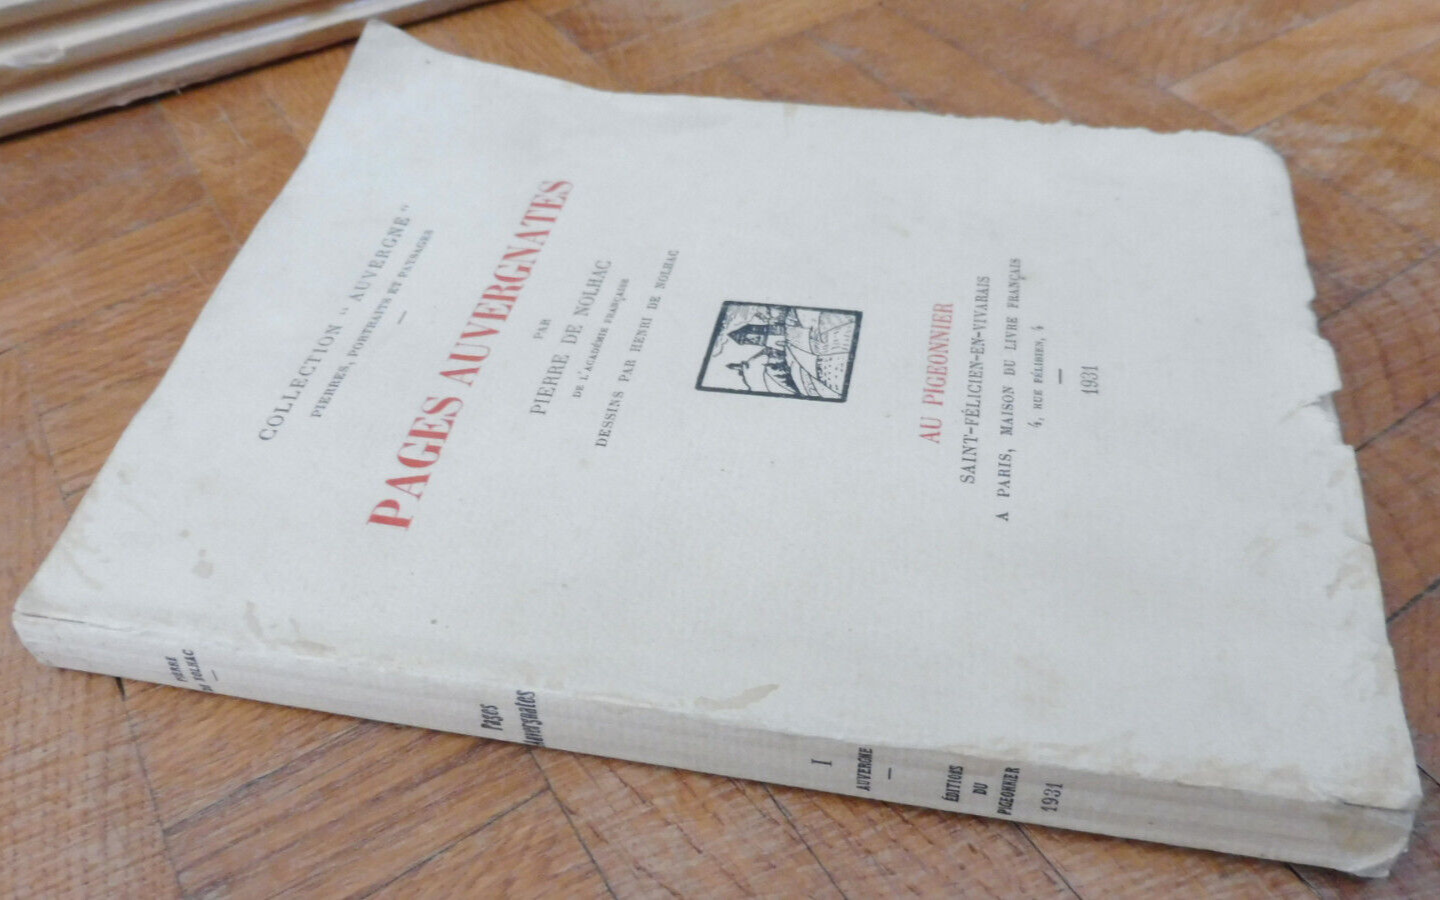 COLLECTION "AUVERGNE"
PIERRES, PORTRAITS ET PAYSAGES
PAGES AUVERGNATES
PAR
PIERRE DE NOLHAC
DE L'ACADÉMIE FRANÇAISE
DESSINS PAR HENRI DE NOLHAC
AU PIGEONNIER
SAINT-FÉLICIEN-EN-VIVARAIS
A PARIS, MAISON DU LIVRE FRANÇAIS
4, RUE FÉLIBIEN, 4
1931
PIERRE
DE NOLHAC
Pages
Auvergnates
I
AUVERGNE
ÉDITIONS
DU
PIGEONNIER
1931